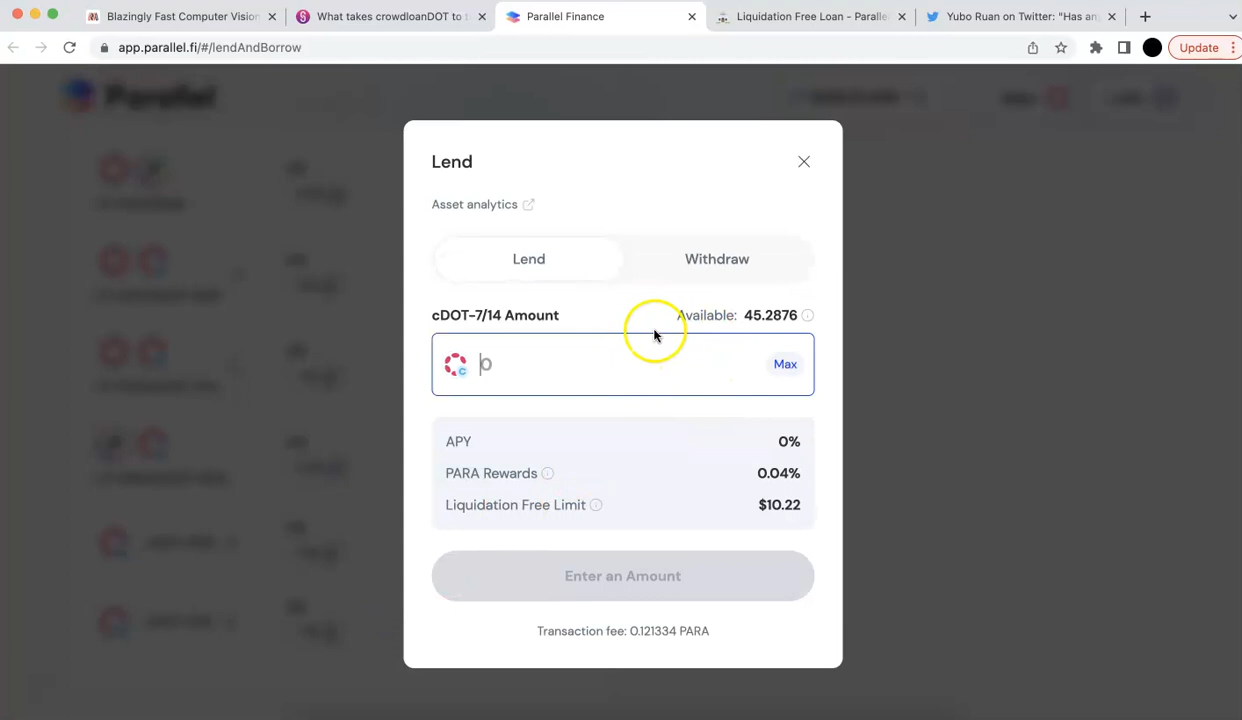 Blazingly Fast Computer Vision
What takes crowdloanDOT to t
Parallel Finance
Liquidation Free Loan - Paralle
Yubo Ruan on Twitter: "Has an
app.parallel.fi/#/lendAndBorrow
Update
Parallel
Lend
Asset analytics
Lend
Withdraw
cDOT-7/14 Amount
Available: 45.2876
0
Max
APY
0%
PARA Rewards
0.04%
Liquidation Free Limit
$10.22
Enter an Amount
Transaction fee: 0.121334 PARA